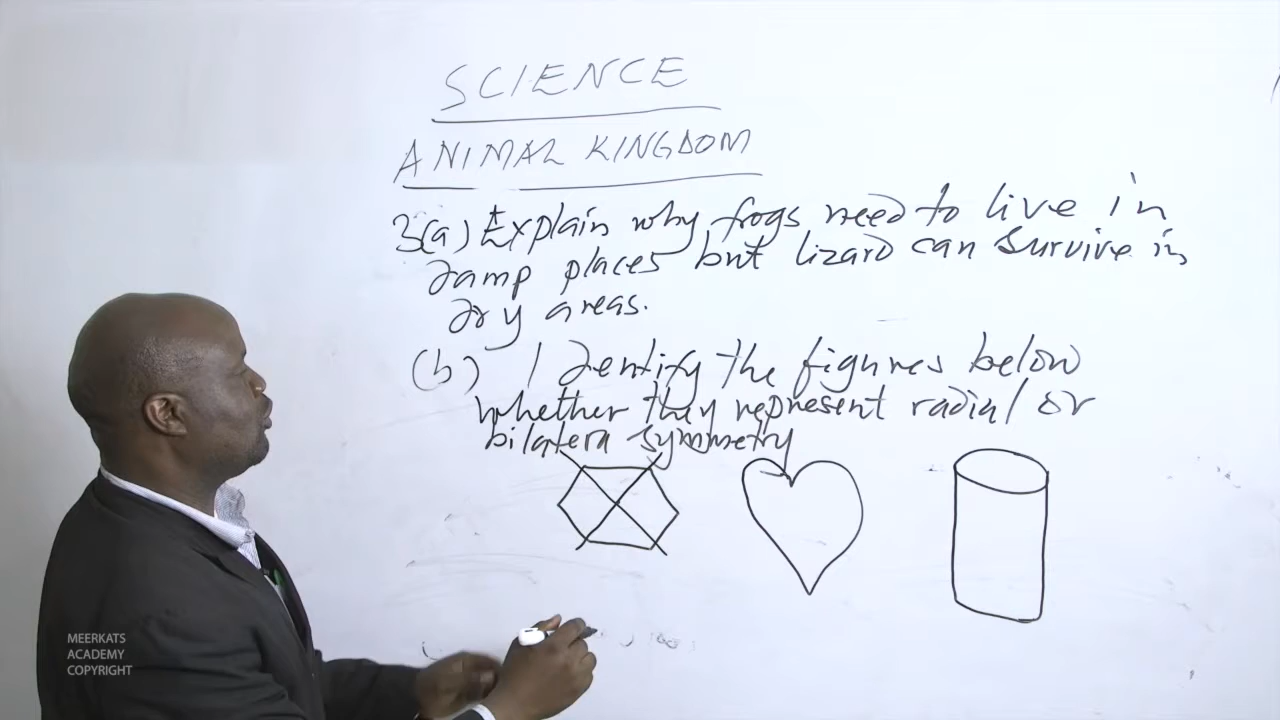 SCIENCE
ANIMAL KINGDOM
3(a) Explain why frogs need to live in
damp places but lizard can survive in
dry areas.
(b) Identify the figures below
whether they represent radial or
bilatera symmetry
MEERKATS
ACADEMY
COPYRIGHT